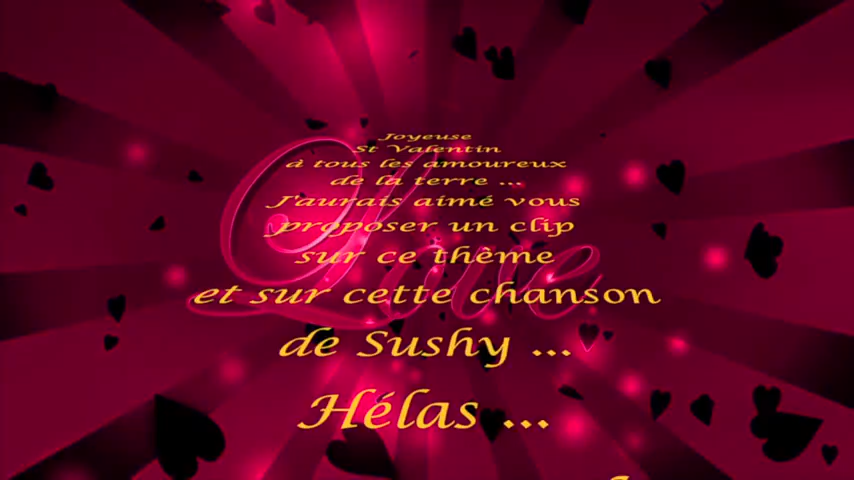 Joyeuse
st Valentin
à tous les amoureux
de la terre ...
J'aurais aimé vous
proposer un clip
sur ce thème
et sur cette chanson
de Sushy ...
Hélas ...
Love